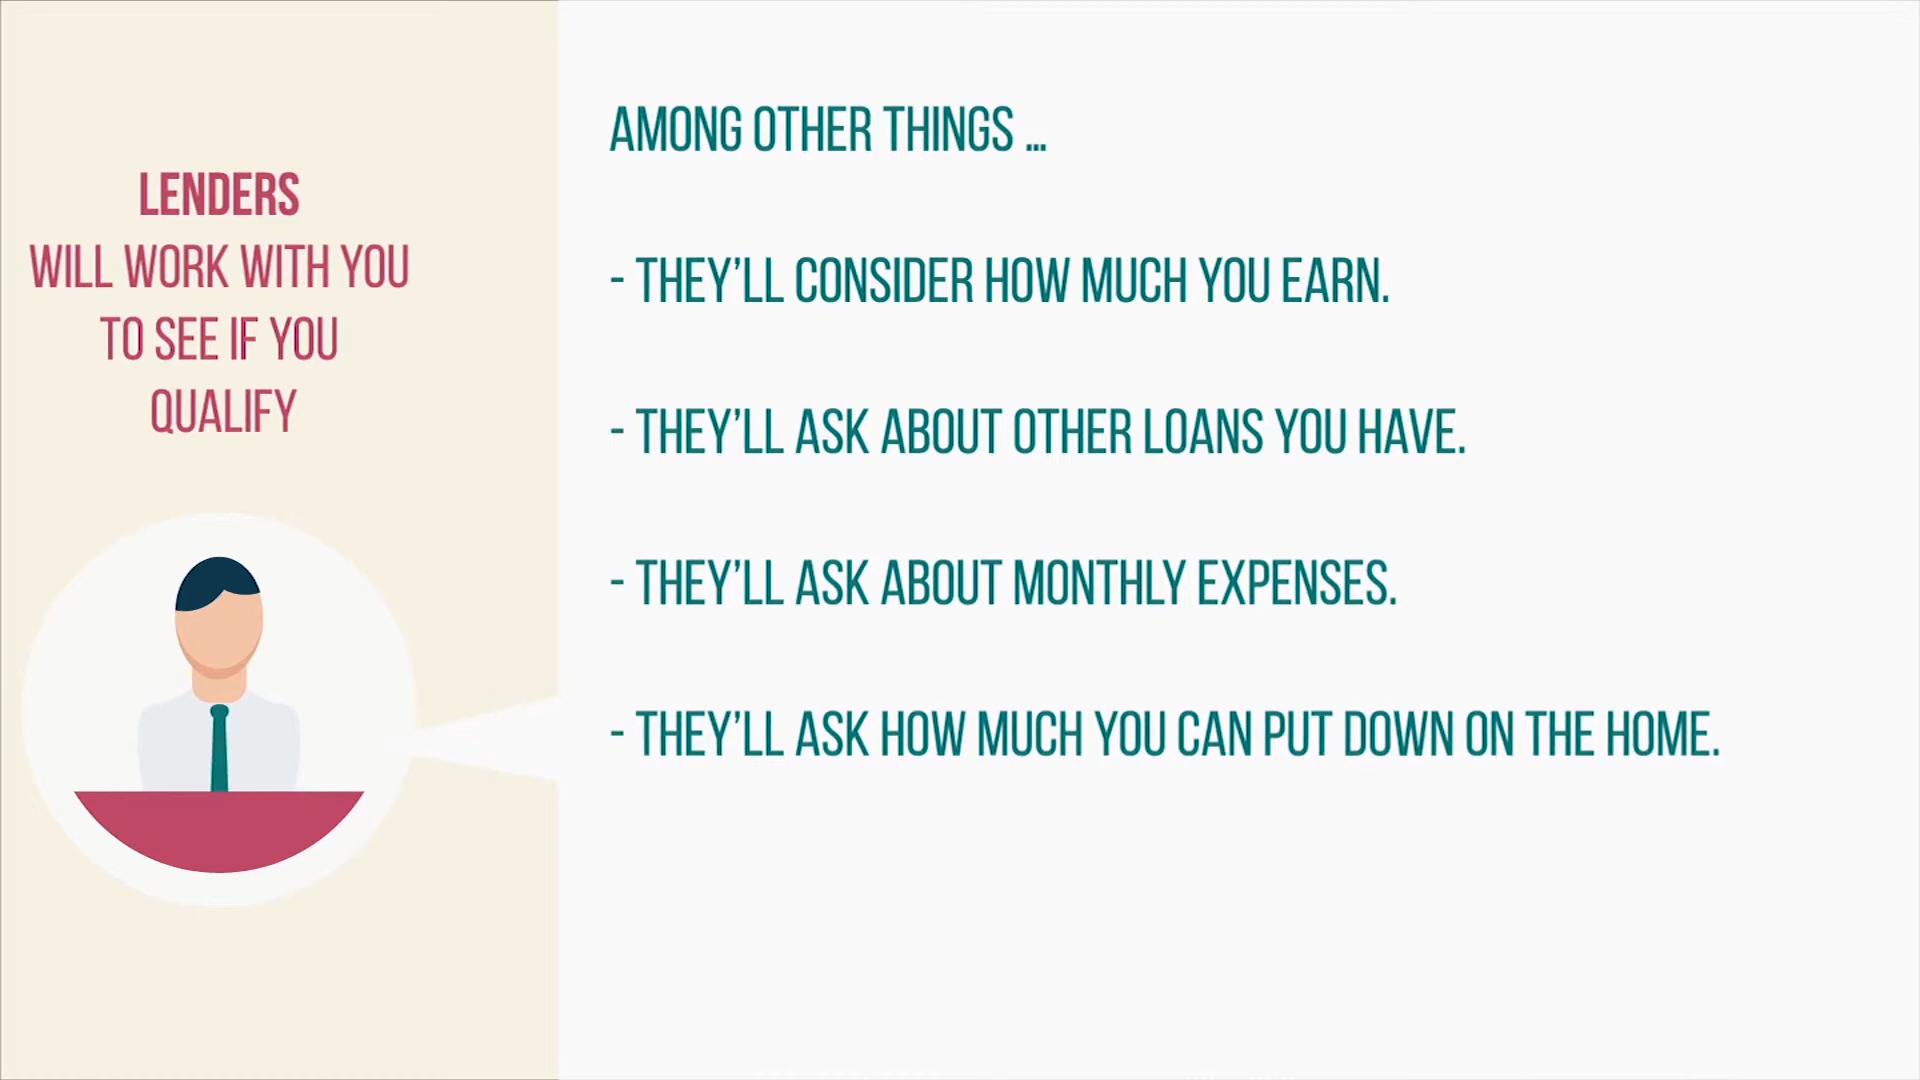 LENDERS
WILL WORK WITH YOU
TO SEE IF YOU
QUALIFY
AMONG OTHER THINGS ...
- THEY’LL CONSIDER HOW MUCH YOU EARN.
- THEY’LL ASK ABOUT OTHER LOANS YOU HAVE.
- THEY’LL ASK ABOUT MONTHLY EXPENSES.
- THEY’LL ASK HOW MUCH YOU CAN PUT DOWN ON THE HOME.